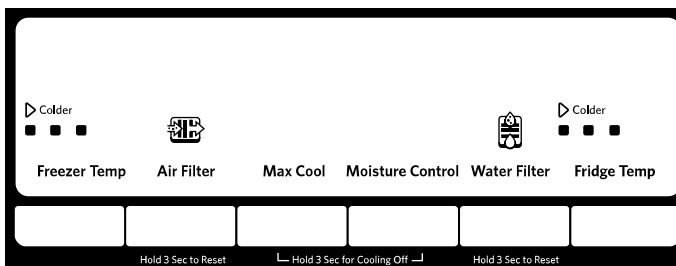 Colder
Colder
Freezer Temp
Air Filter
Max Cool
Moisture Control
Water Filter
Fridge Temp
Hold 3 Sec to Reset
Hold 3 Sec for Cooling Off
Hold 3 Sec to Reset